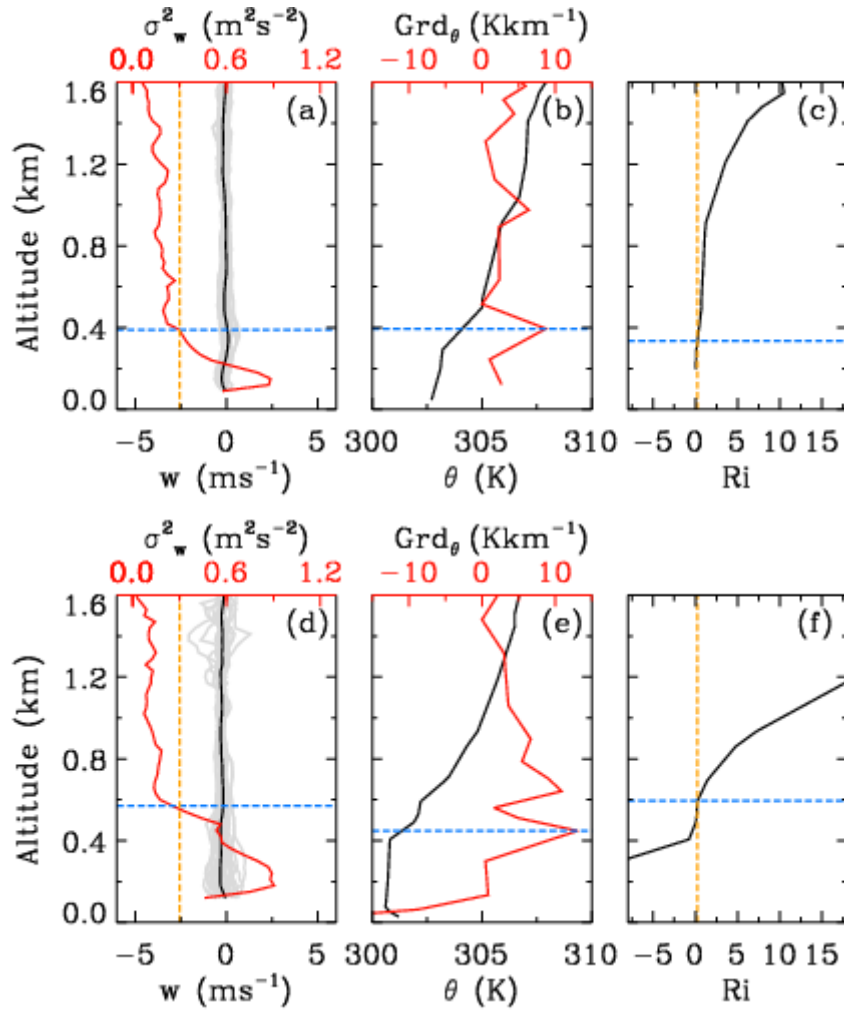 σ²w (m²s⁻²) Grdθ (Kkm⁻¹)
0.0 0.6 1.2 -10 0 10
1.6 (a) (b) (c)
1.2
Altitude (km)
0.8
0.4
0.0
-5 0 5 300 305 310 -5 0 5 10 15
w (ms⁻¹) θ (K) Ri
σ²w (m²s⁻²) Grdθ (Kkm⁻¹)
0.0 0.6 1.2 -10 0 10
1.6 (d) (e) (f)
1.2
Altitude (km)
0.8
0.4
0.0
-5 0 5 300 305 310 -5 0 5 10 15
w (ms⁻¹) θ (K) Ri